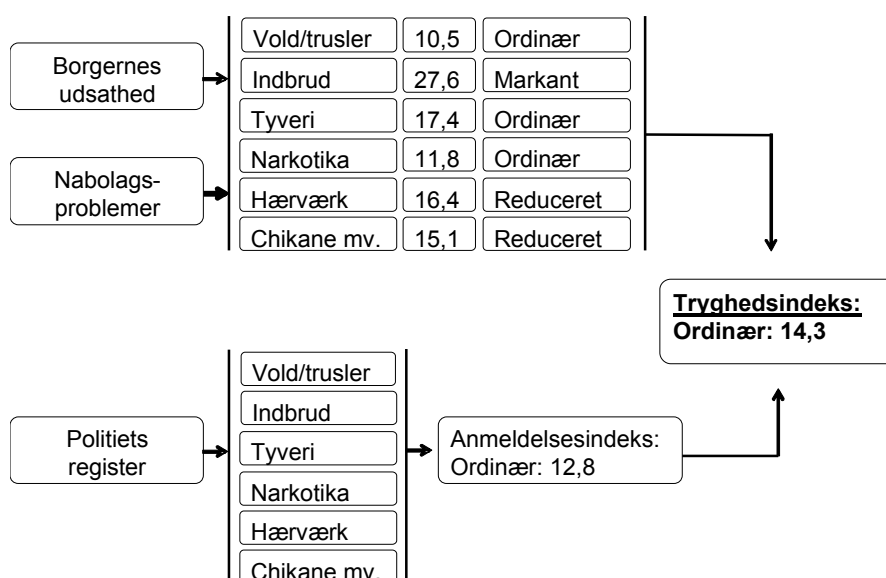 Borgernes
udsathed
Nabolags-
problemer
Vold/trusler 10,5 Ordinær
Indbrud 27,6 Markant
Tyveri 17,4 Ordinær
Narkotika 11,8 Ordinær
Hærværk 16,4 Reduceret
Chikane mv. 15,1 Reduceret
Tryghedsindeks:
Ordinær: 14,3
Politiets
register
Vold/trusler
Indbrud
Tyveri
Narkotika
Hærværk
Chikane mv.
Anmeldelsesindeks:
Ordinær: 12,8